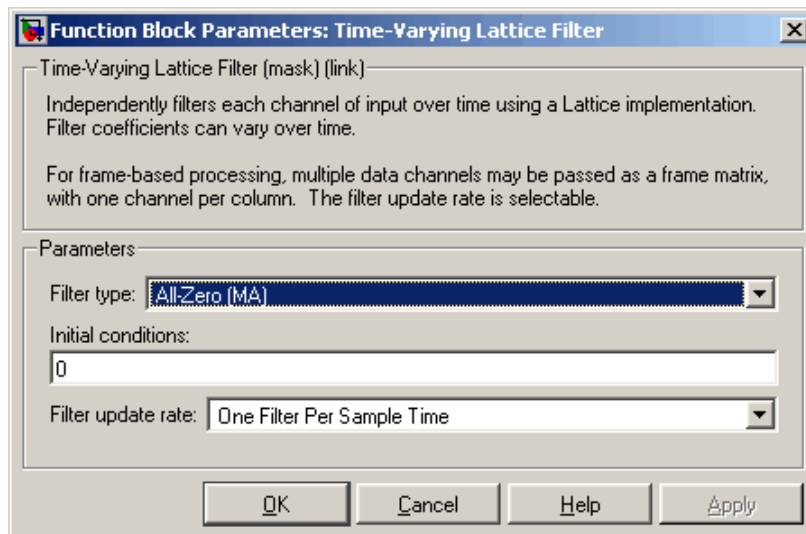 Function Block Parameters: Time-Varying Lattice Filter
Time-Varying Lattice Filter (mask) (link)
Independently filters each channel of input over time using a Lattice implementation.
Filter coefficients can vary over time.
For frame-based processing, multiple data channels may be passed as a frame matrix,
with one channel per column. The filter update rate is selectable.
Parameters
Filter type: All-Zero (MA)
Initial conditions:
0
Filter update rate: One Filter Per Sample Time
OK Cancel Help Apply